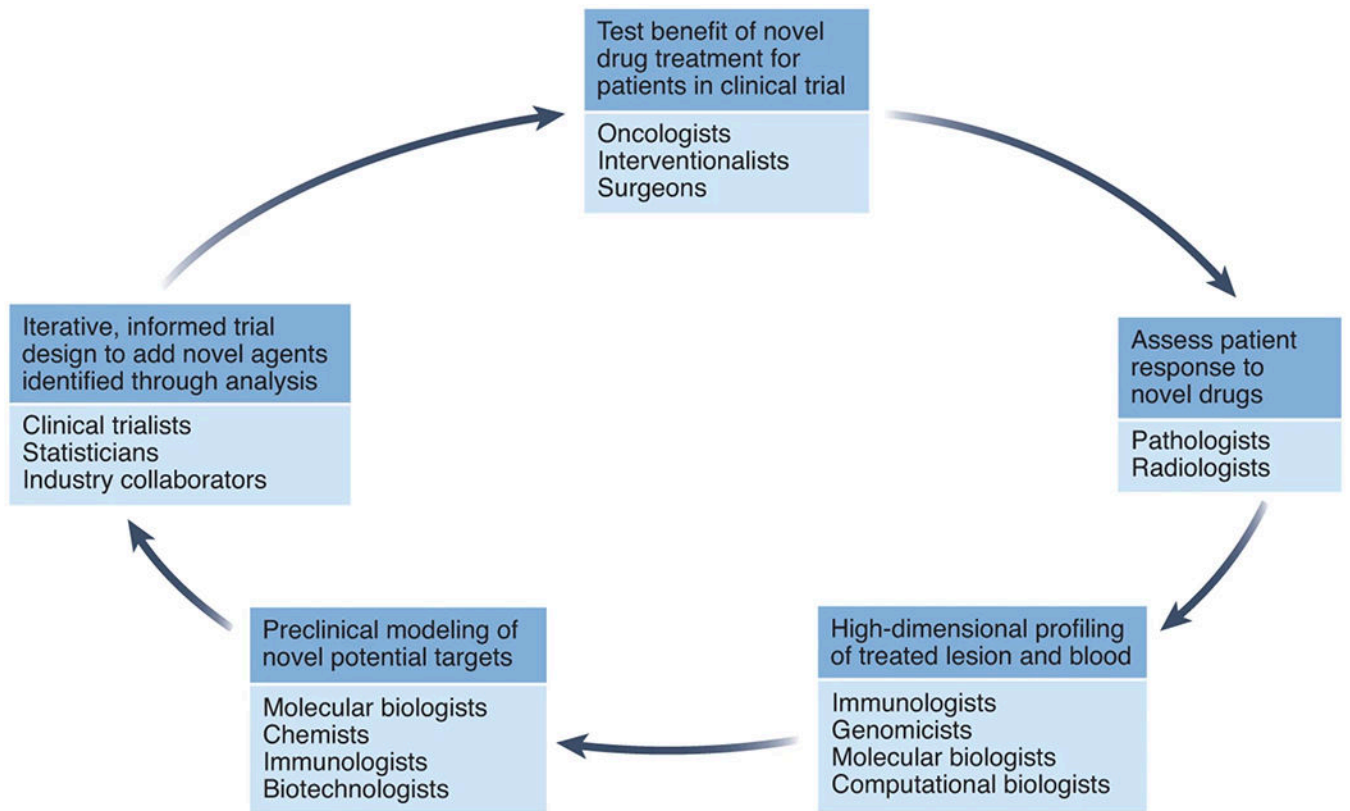 Test benefit of novel
drug treatment for
patients in clinical trial
Oncologists
Interventionalists
Surgeons
Assess patient
response to
novel drugs
Pathologists
Radiologists
High-dimensional profiling
of treated lesion and blood
Immunologists
Genomicists
Molecular biologists
Computational biologists
Preclinical modeling of
novel potential targets
Molecular biologists
Chemists
Immunologists
Biotechnologists
Iterative, informed trial
design to add novel agents
identified through analysis
Clinical trialists
Statisticians
Industry collaborators